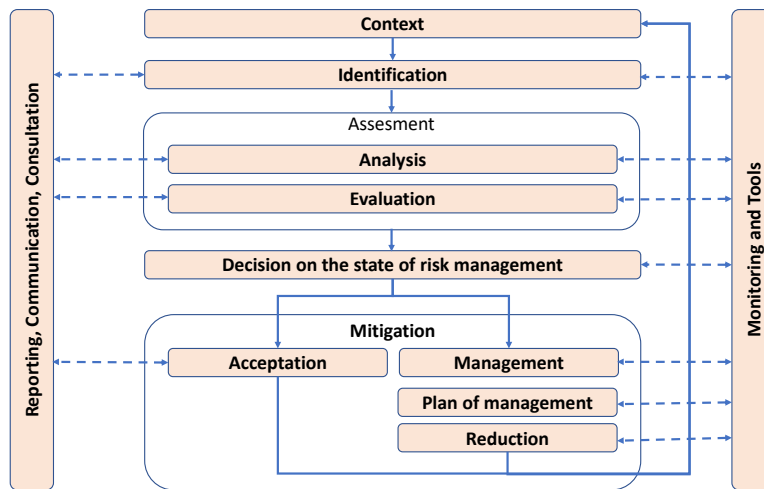 Reporting, Communication, Consultation
Context
Identification
Assesment
Analysis
Evaluation
Decision on the state of risk management
Mitigation
Acceptation
Management
Plan of management
Reduction
Monitoring and Tools